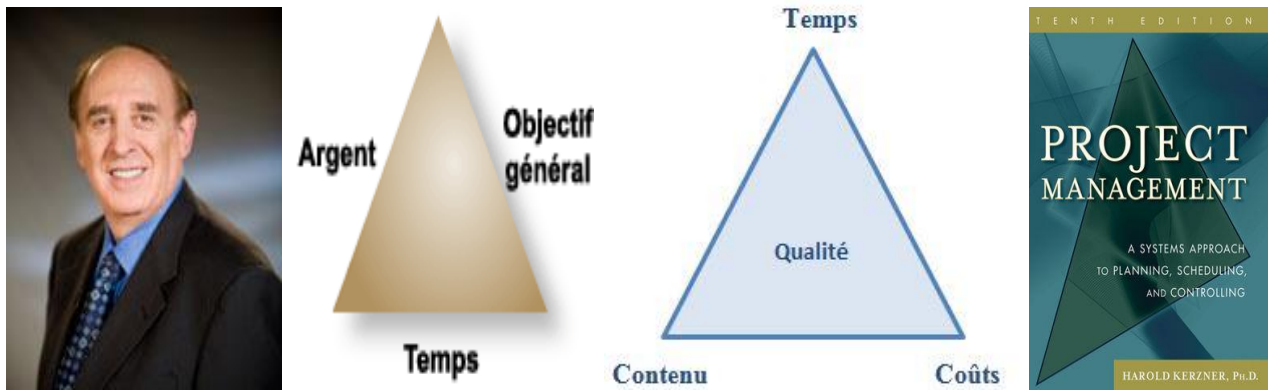 Argent
Objectif
général
Temps
Temps
Qualité
Contenu
Coûts
TENTH EDITION
PROJECT
MANAGEMENT
A SYSTEMS APPROACH
TO PLANNING, SCHEDULING,
AND CONTROLLING
HAROLD KERZNER, PH.D.